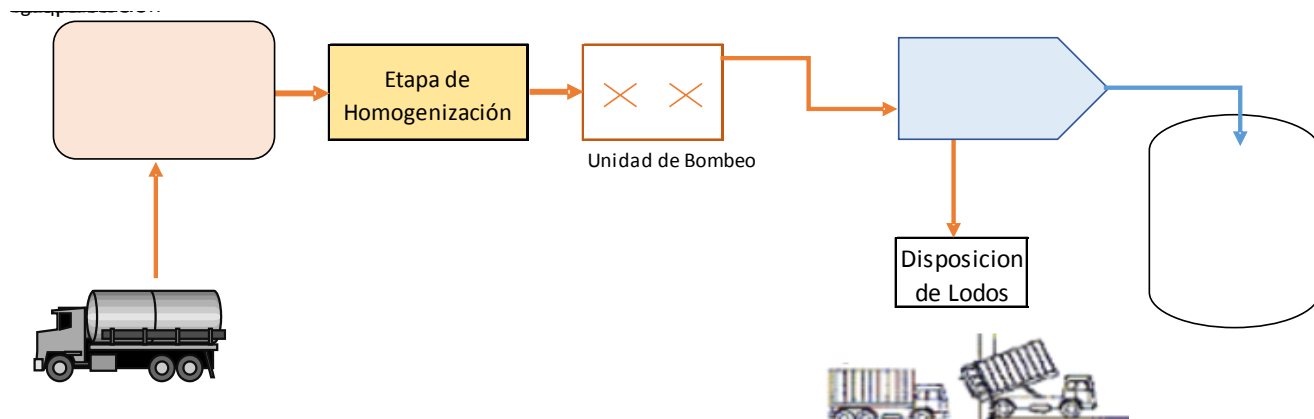 Etapa de
Homogenización
Unidad de Bombeo
Disposicion
de Lodos